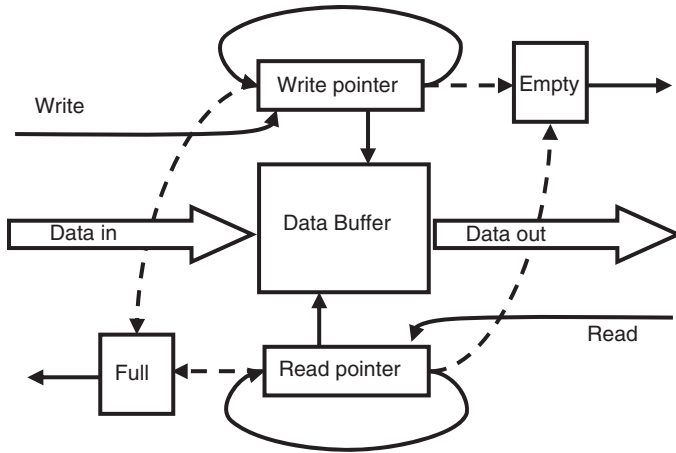 Write pointer
Empty
Write
Data Buffer
Data in
Data out
Read
Full
Read pointer